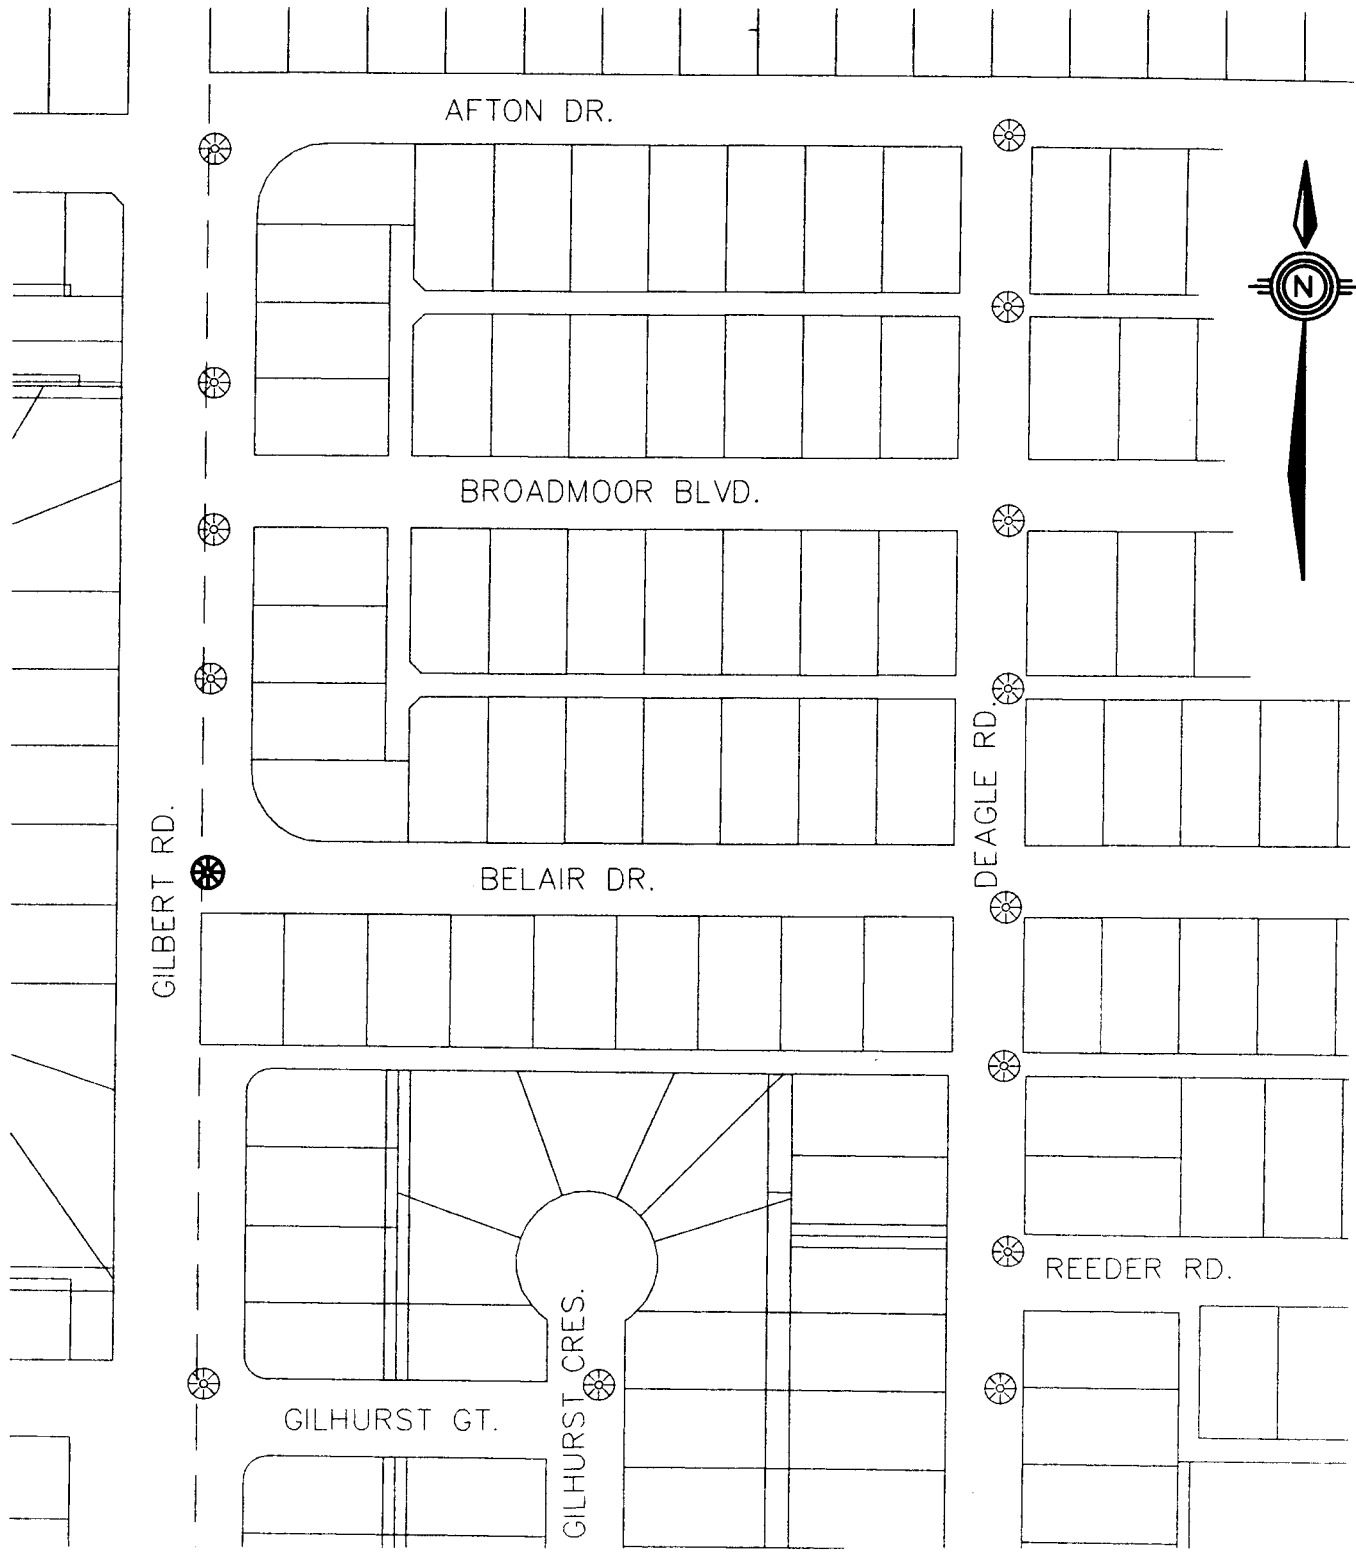 AFTON DR.
N
BROADMOOR BLVD.
DEAGLE RD.
GILBERT RD.
BELAIR DR.
REEDER RD.
GILHURST CRES.
GILHURST GT.